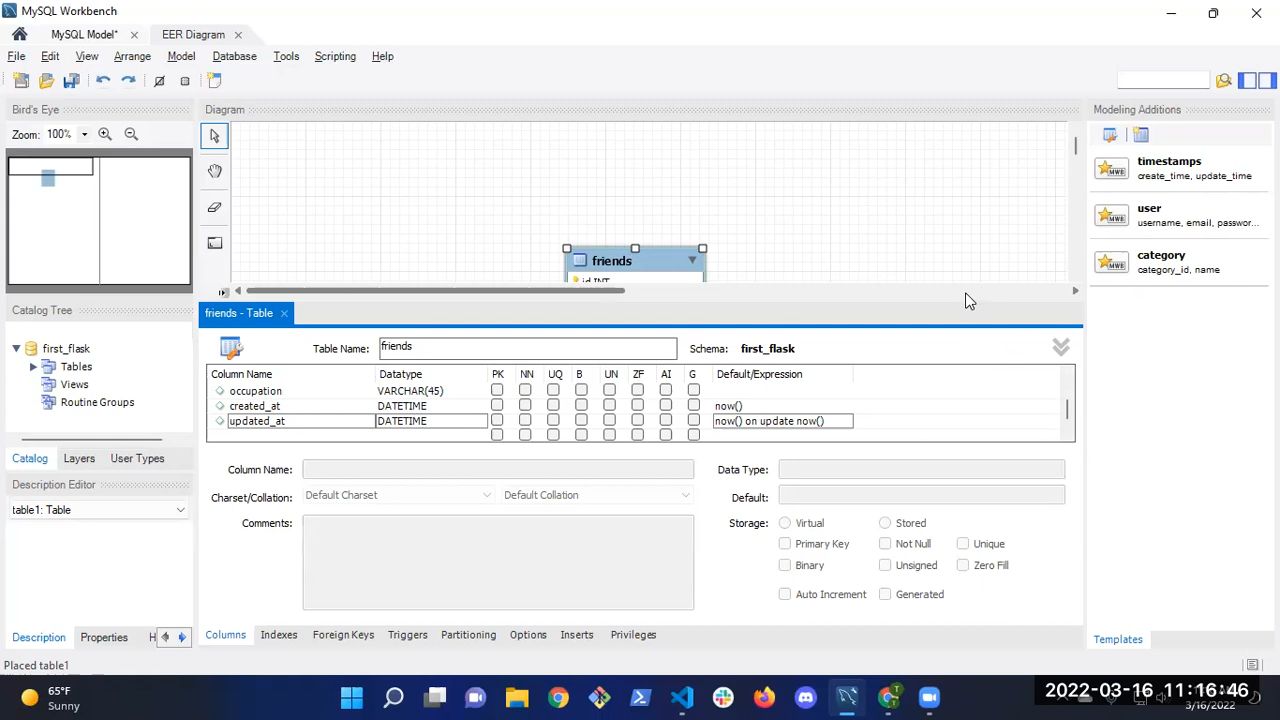 MySQL Workbench
MySQL Model* EER Diagram
File Edit View Arrange Model Database Tools Scripting Help
Bird's Eye
Diagram
Modeling Additions
Zoom: 100%
timestamps
create_time, update_time
user
username, email, passwor...
category
category_id, name
friends
id INT
Catalog Tree
friends - Table
first_flask
Tables
Views
Routine Groups
Table Name: friends Schema: first_flask
Column Name Datatype PK NN UQ B UN ZF AI G Default/Expression
occupation VARCHAR(45)
created_at DATETIME now()
updated_at DATETIME now() on update now()
Catalog Layers User Types
Description Editor
table1: Table
Column Name: Data Type:
Charset/Collation: Default Charset Default Collation Default:
Comments: Storage: Virtual Stored
Primary Key Not Null Unique
Binary Unsigned Zero Fill
Auto Increment Generated
Description Properties H
Columns Indexes Foreign Keys Triggers Partitioning Options Inserts Privileges
Templates
Placed table1
65°F
Sunny
2022-03-16 11:16:46
3/16/2022